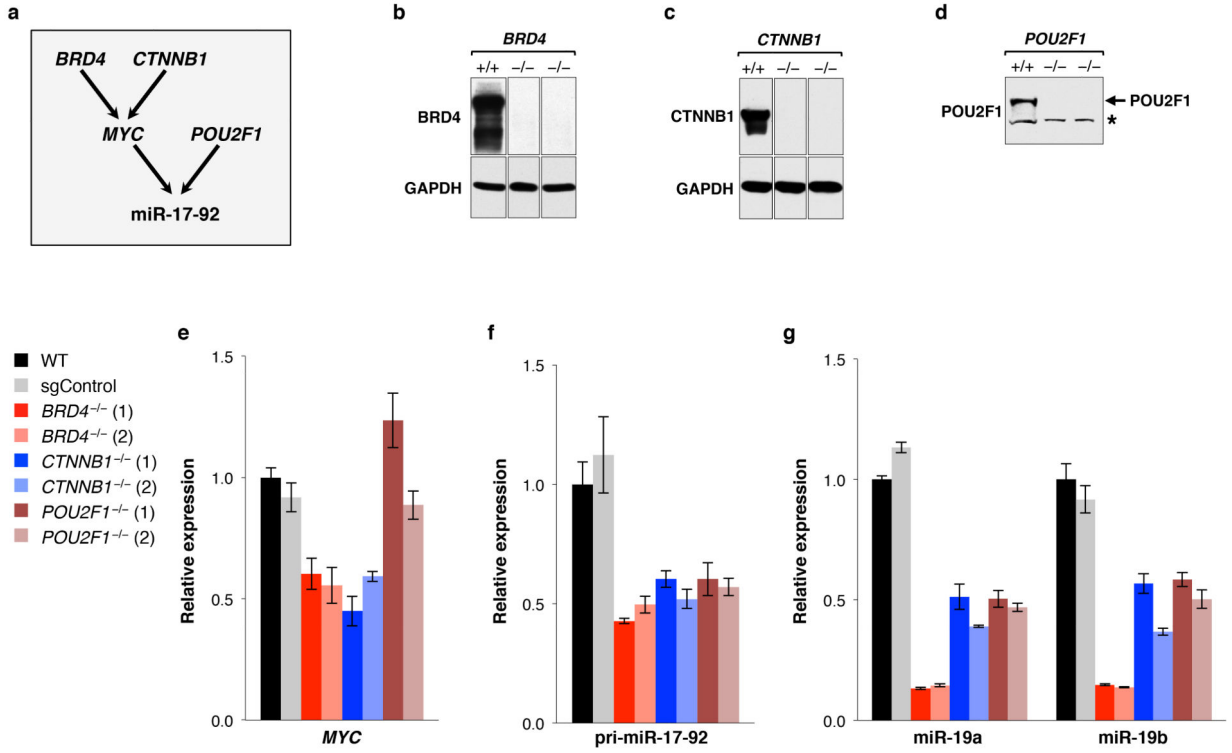 a
BRD4 CTNNB1
MYC POU2F1
miR-17-92
b
BRD4
+/+ −/− −/−
BRD4
GAPDH
c
CTNNB1
+/+ −/− −/−
CTNNB1
GAPDH
d
POU2F1
+/+ −/− −/−
POU2F1
POU2F1
*
WT
sgControl
BRD4−/− (1)
BRD4−/− (2)
CTNNB1−/− (1)
CTNNB1−/− (2)
POU2F1−/− (1)
POU2F1−/− (2)
e
Relative expression
1.5
1.0
0.5
0.0
MYC
f
Relative expression
1.5
1.0
0.5
0.0
pri-miR-17-92
g
Relative expression
1.5
1.0
0.5
0.0
miR-19a miR-19b